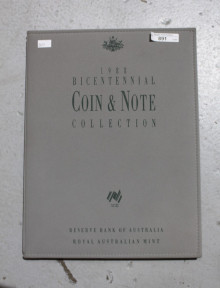 1988
BICENTENNIAL
COIN & NOTE
COLLECTION
RESERVE BANK OF AUSTRALIA
ROYAL AUSTRALIAN MINT